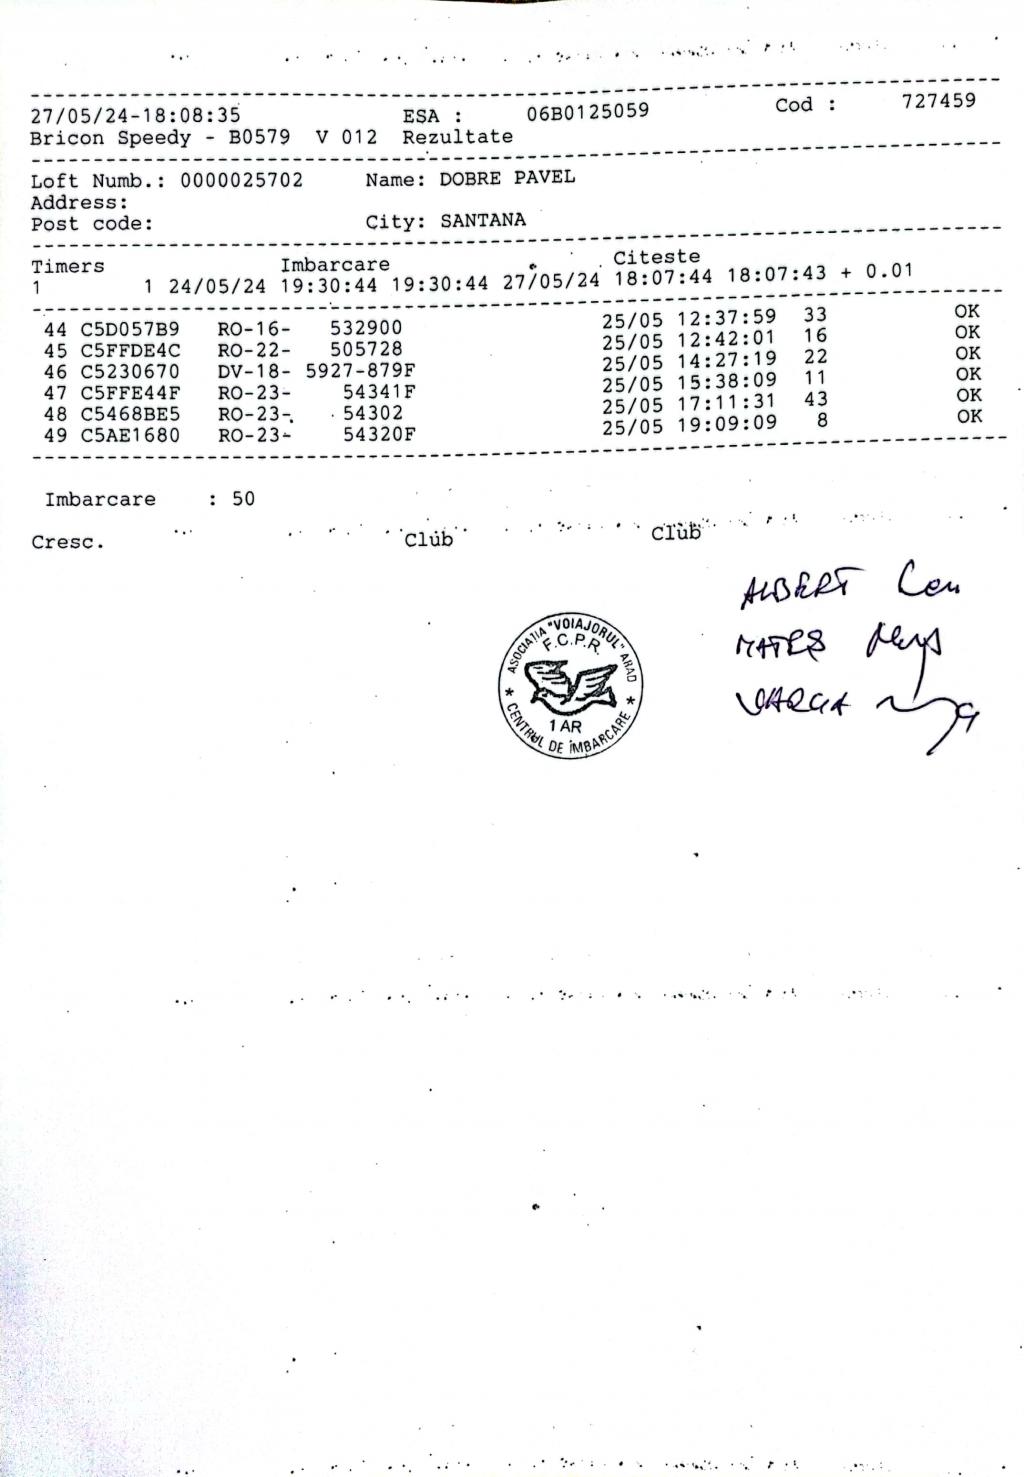 27/05/24-18:08:35 ESA : 06B0125059 Cod : 727459
Bricon Speedy - B0579 V 012 Rezultate
Loft Numb.: 0000025702 Name: DOBRE PAVEL
Address:
Post code: City: SANTANA
Timers Imbarcare Citeste
1 1 24/05/24 19:30:44 19:30:44 27/05/24 18:07:44 18:07:43 + 0.01
44 C5D057B9 RO-16- 532900 25/05 12:37:59 33 OK
45 C5FFDE4C RO-22- 505728 25/05 12:42:01 16 OK
46 C5230670 DV-18- 5927-879F 25/05 14:27:19 22 OK
47 C5FFE44F RO-23- 54341F 25/05 15:38:09 11 OK
48 C5468BE5 RO-23- 54302 25/05 17:11:31 43 OK
49 C5AE1680 RO-23- 54320F 25/05 19:09:09 8 OK
Imbarcare : 50
Cresc. Club Club
ALBERT
MATES
VARGA
ASOCIAȚIA "VOIAJORUL" ARAD
F.C.P.R.
1 AR
* CENTRUL DE ÎMBARCARE *